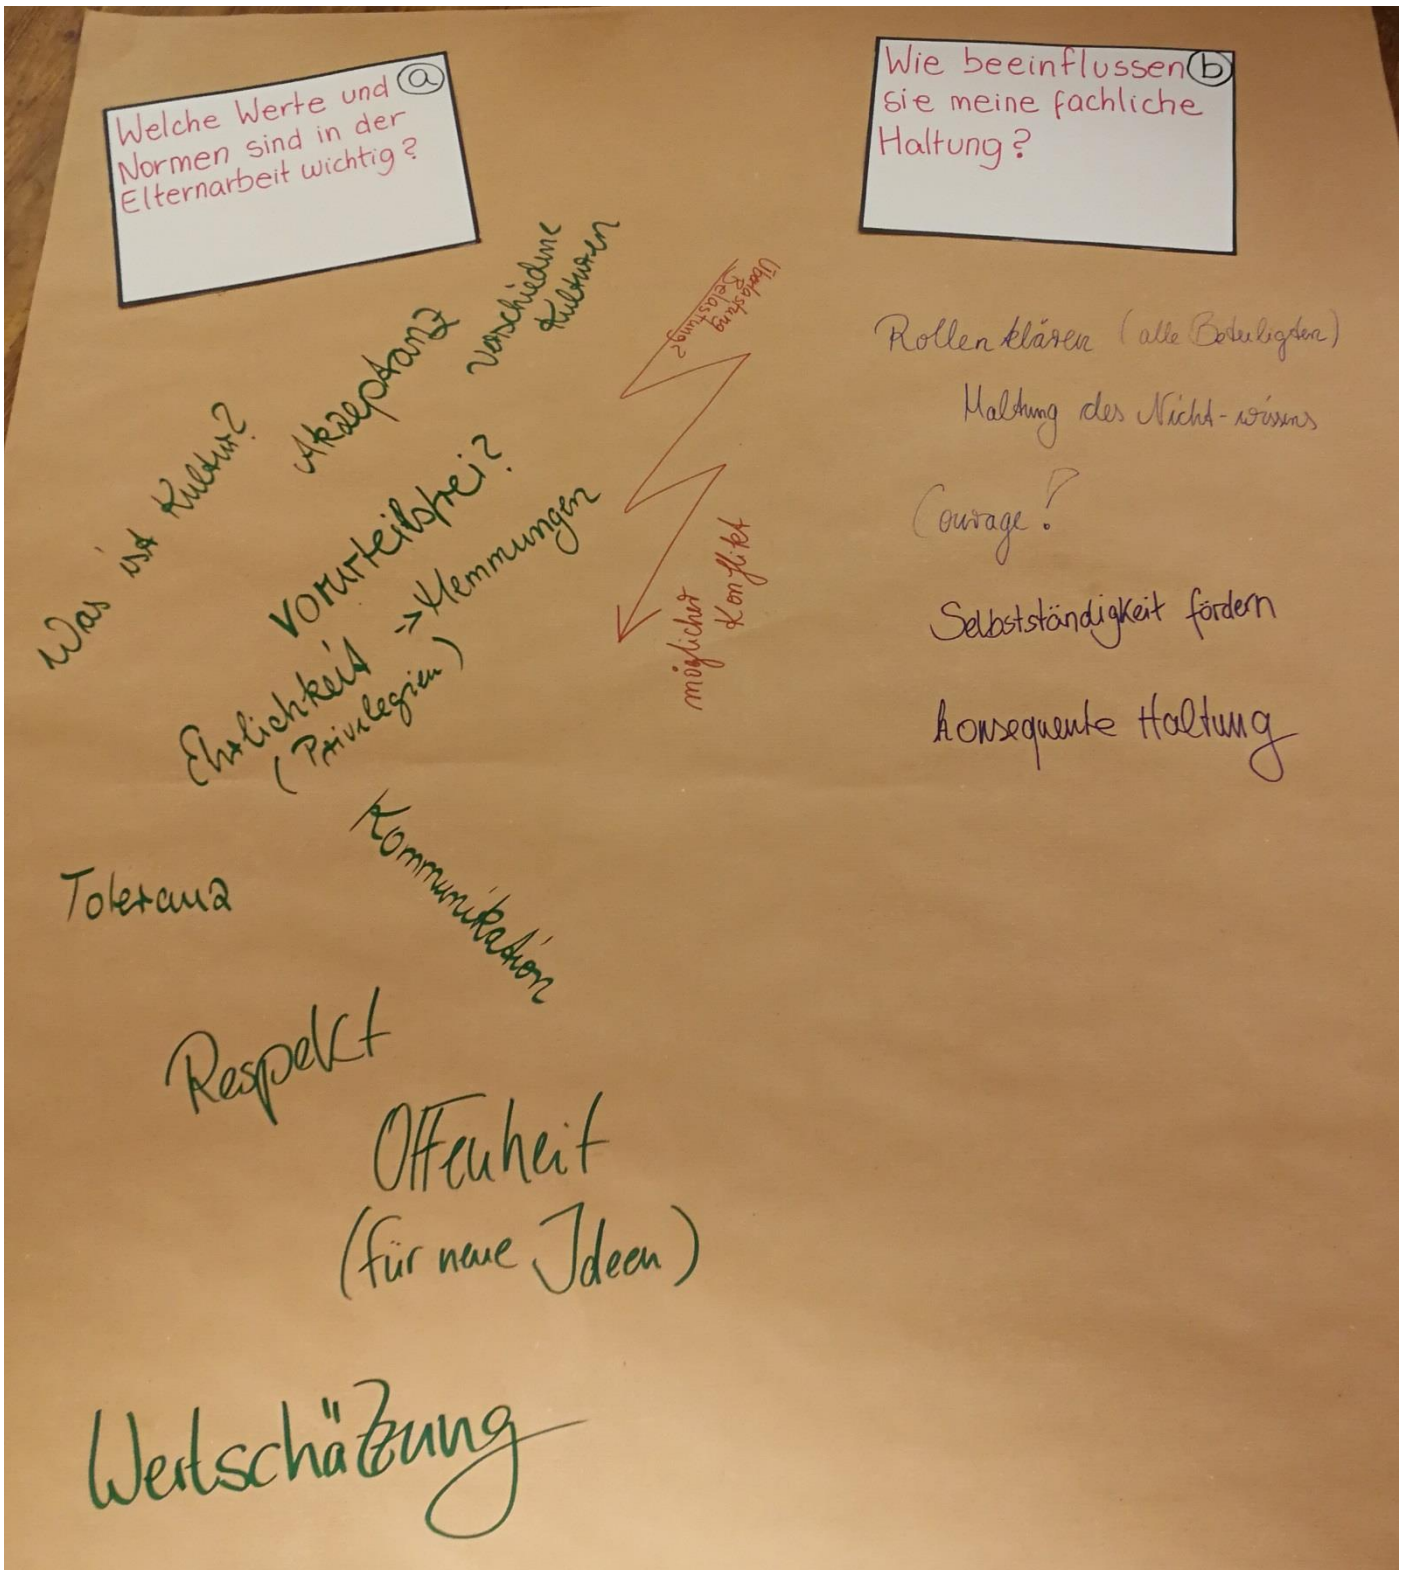 Welche Werte und ⓐ
Normen sind in der
Elternarbeit wichtig?
Wie beeinflussen ⓑ
sie meine fachliche
Haltung?
Was ist Kultur?
Akzeptanz
verschiedene
Kulturen
vorurteilsfrei?
Ehrlichkeit -> Hemmungen
(Privilegien)
Kommunikation
Toleranz
Respekt
Offenheit
(für neue Ideen)
Wertschätzung
Überlastung
Belastung?
möglicher
Konflikt
Rollen klären (alle Beteiligten)
Haltung des Nicht-wissens
Courage?!
Selbstständigkeit fördern
konsequente Haltung